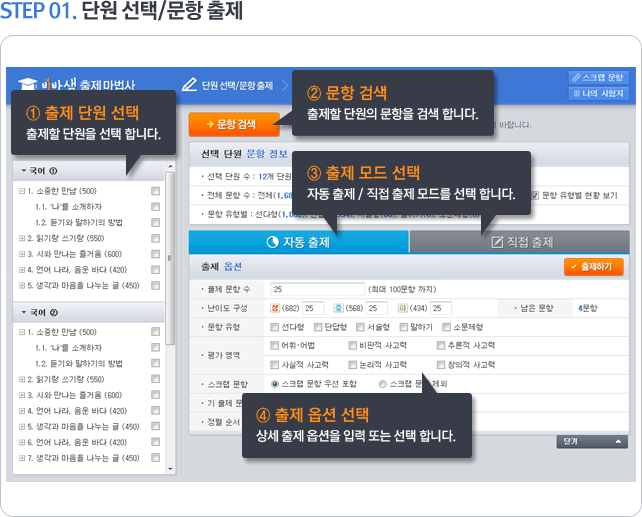 STEP 01. 단원 선택/문항 출제
비바샘 출제마법사
단원 선택/문항 출제
스크랩 문항
나의 시험지
① 출제 단원 선택
출제할 단원을 선택 합니다.
② 문항 검색
출제할 단원의 문항을 검색 합니다.
→ 문항 검색
바랍니다.
국어 ①
1. 소중한 만남 (500)
1.1. '나'를 소개하자
1.2. 듣기와 말하기의 방법
2. 읽기랑 쓰기랑 (550)
3. 시와 만나는 즐거움 (600)
4. 언어 나라, 음운 바다 (420)
5. 생각과 마음을 나누는 글 (450)
국어 ②
1. 소중한 만남 (500)
1.1. '나'를 소개하자
1.2. 듣기와 말하기의 방법
2. 읽기랑 쓰기랑 (550)
3. 시와 만나는 즐거움 (600)
4. 언어 나라, 음운 바다 (420)
5. 생각과 마음을 나누는 글 (450)
6. 언어 나라, 음운 바다 (420)
7. 생각과 마음을 나누는 글 (450)
선택 단원 문항 정보
· 선택 단원 수 : 12개 단원
· 전체 문항 수 : 전체(1,68
문항 유형별 현황 보기
· 문항 유형별 : 선다형
③ 출제 모드 선택
자동 출제 / 직접 출제 모드를 선택 합니다.
자동 출제
직접 출제
출제 옵션
출제하기
· 출제 문항 수 25 (최대 100문항 까지)
· 난이도 구성 상 (682) 25 중 (568) 25 하 (434) 25 · 남은 문항 4문항
· 문항 유형 선다형 단답형 서술형 말하기 소문제형
· 평가 영역 어휘·어법 비판적 사고력 추론적 사고력
사실적 사고력 논리적 사고력 창의적 사고력
· 스크랩 문항 스크랩 문항 우선 포함 스크랩 문 제외
· 기 출제 문
· 정렬 순서
④ 출제 옵션 선택
상세 출제 옵션을 입력 또는 선택 합니다.
닫기